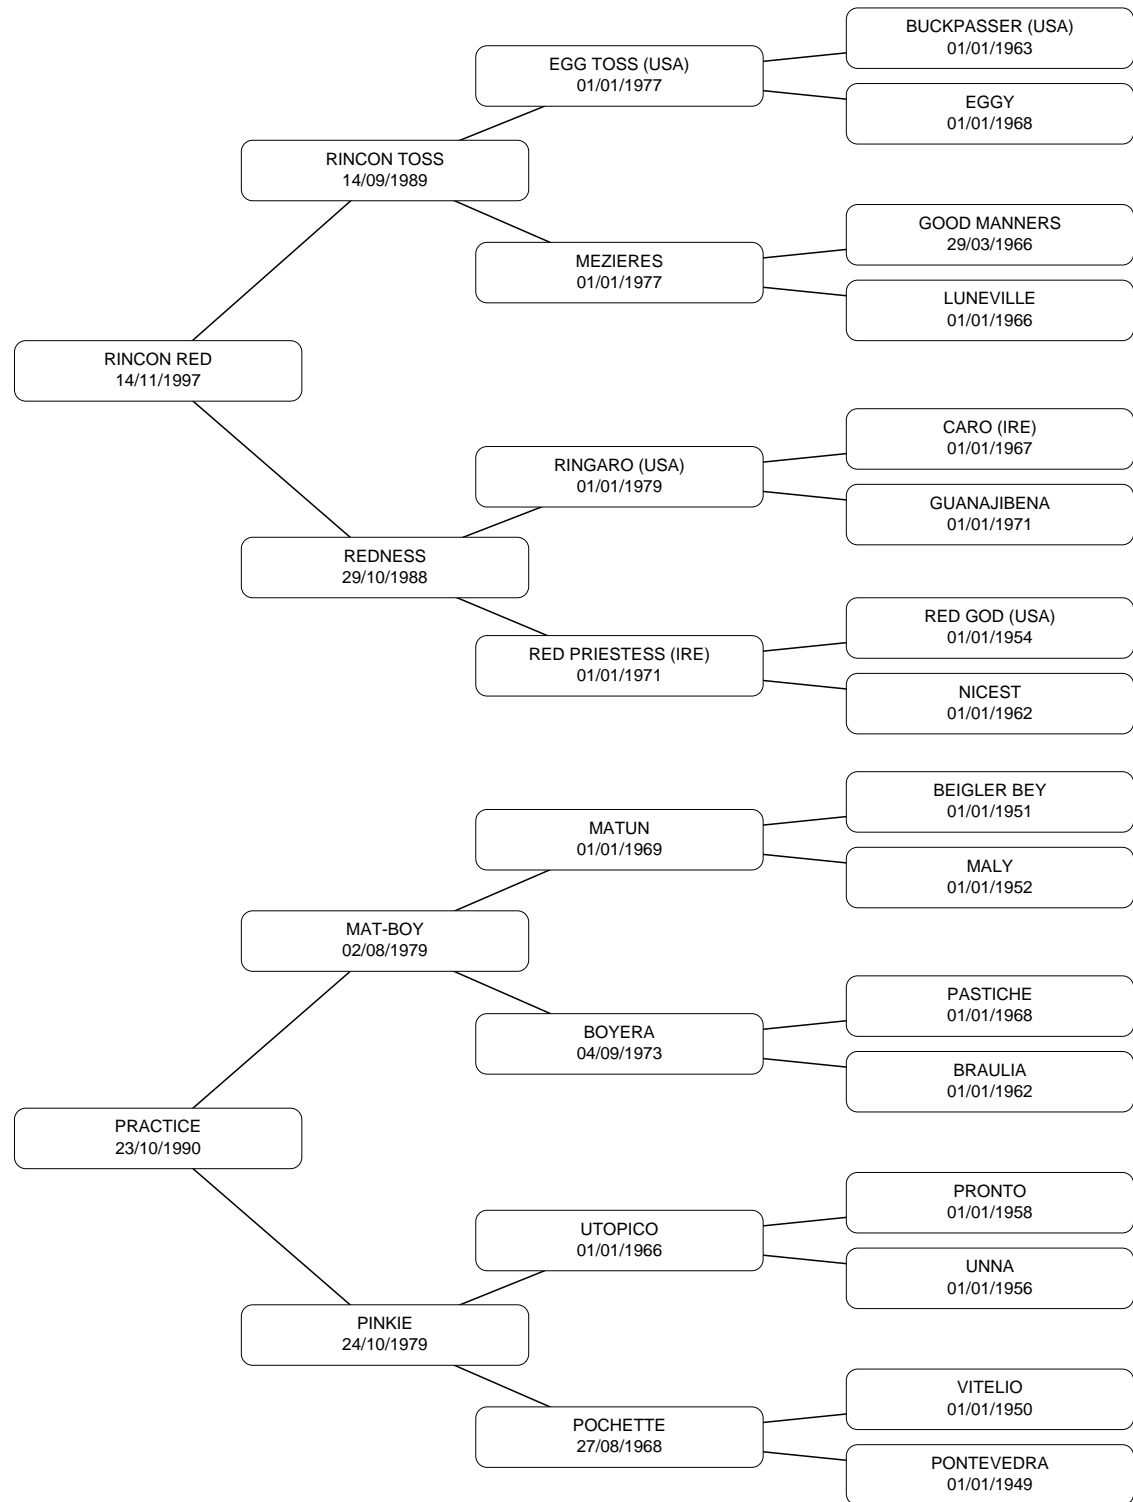 BUCKPASSER (USA)
01/01/1963
EGG TOSS (USA)
01/01/1977
EGGY
01/01/1968
RINCON TOSS
14/09/1989
GOOD MANNERS
29/03/1966
MEZIERES
01/01/1977
LUNEVILLE
01/01/1966
RINCON RED
14/11/1997
CARO (IRE)
01/01/1967
RINGARO (USA)
01/01/1979
GUANAJIBENA
01/01/1971
REDNESS
29/10/1988
RED GOD (USA)
01/01/1954
RED PRIESTESS (IRE)
01/01/1971
NICEST
01/01/1962
BEIGLER BEY
01/01/1951
MATUN
01/01/1969
MALY
01/01/1952
MAT-BOY
02/08/1979
PASTICHE
01/01/1968
BOYERA
04/09/1973
BRAULIA
01/01/1962
PRACTICE
23/10/1990
PRONTO
01/01/1958
UTOPICO
01/01/1966
UNNA
01/01/1956
PINKIE
24/10/1979
VITELIO
01/01/1950
POCHETTE
27/08/1968
PONTEVEDRA
01/01/1949